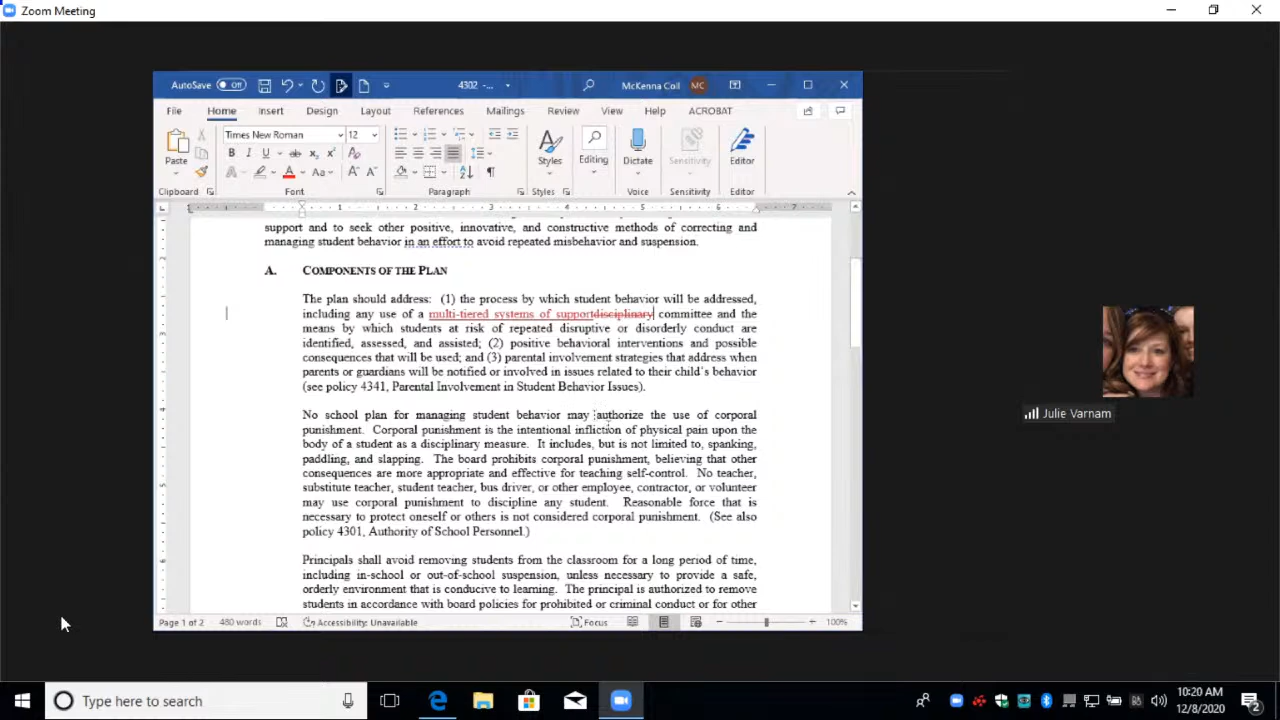 Zoom Meeting
AutoSave Off 4302 -... McKenna Coll MC
File Home Insert Design Layout References Mailings Review View Help ACROBAT
Times New Roman 12
Paste B I U ab x₂ x² Styles Editing Dictate Sensitivity Editor
A A Aa A A
Clipboard Font Paragraph Styles Voice Sensitivity Editor
1 1 2 3 4 5 6 7
support and to seek other positive, innovative, and constructive methods of correcting and
managing student behavior in an effort to avoid repeated misbehavior and suspension.
A. COMPONENTS OF THE PLAN
The plan should address: (1) the process by which student behavior will be addressed,
including any use of a multi-tiered systems of supportdisciplinary committee and the
means by which students at risk of repeated disruptive or disorderly conduct are
identified, assessed, and assisted; (2) positive behavioral interventions and possible
consequences that will be used; and (3) parental involvement strategies that address when
parents or guardians will be notified or involved in issues related to their child's behavior
(see policy 4341, Parental Involvement in Student Behavior Issues).
No school plan for managing student behavior may authorize the use of corporal
punishment. Corporal punishment is the intentional infliction of physical pain upon the
body of a student as a disciplinary measure. It includes, but is not limited to, spanking,
paddling, and slapping. The board prohibits corporal punishment, believing that other
consequences are more appropriate and effective for teaching self-control. No teacher,
substitute teacher, student teacher, bus driver, or other employee, contractor, or volunteer
may use corporal punishment to discipline any student. Reasonable force that is
necessary to protect oneself or others is not considered corporal punishment. (See also
policy 4301, Authority of School Personnel.)
Principals shall avoid removing students from the classroom for a long period of time,
including in-school or out-of-school suspension, unless necessary to provide a safe,
orderly environment that is conducive to learning. The principal is authorized to remove
students in accordance with board policies for prohibited or criminal conduct or for other
Page 1 of 2 480 words Accessibility: Unavailable Focus 100%
Julie Varnam
Type here to search
10:20 AM
12/8/2020
2